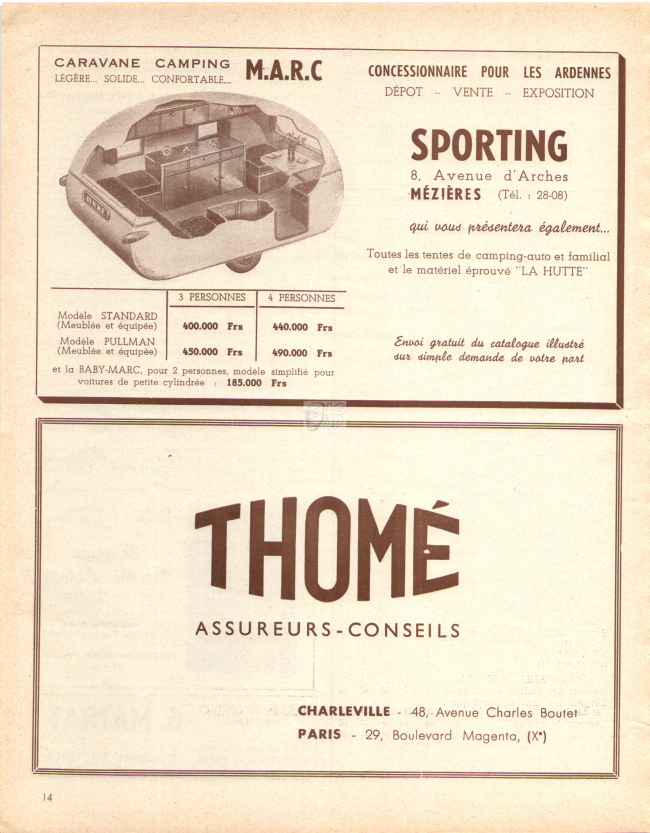 CARAVANE CAMPING M.A.R.C
LÉGÈRE... SOLIDE... CONFORTABLE...
3 PERSONNES 4 PERSONNES
Modèle STANDARD
(Meublée et équipée) 400.000 Frs 440.000 Frs
Modèle PULLMAN
(Meublée et équipée) 450.000 Frs 490.000 Frs
et la BABY-MARC, pour 2 personnes, modèle simplifié pour
voitures de petite cylindrée : 185.000 Frs
CONCESSIONNAIRE POUR LES ARDENNES
DÉPOT - VENTE - EXPOSITION
SPORTING
8, Avenue d'Arches
MÉZIÈRES (Tél. : 28-08)
qui vous présentera également...
Toutes les tentes de camping-auto et familial
et le matériel éprouvé "LA HUTTE"
Envoi gratuit du catalogue illustré
sur simple demande de votre part
THOMÉ
ASSUREURS-CONSEILS
CHARLEVILLE - 48, Avenue Charles Boutet
PARIS - 29, Boulevard Magenta, (X°)
14